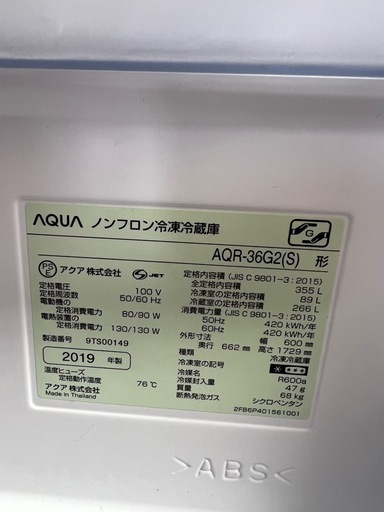 AQUA ノンフロン冷凍冷蔵庫
AQR-36G2(S) 形
PS
E
アクア 株式会社
S-JET
定格電圧 100 V
定格周波数 50/60 Hz
電動機の
定格消費電力 80/90 W
電熱装置の
定格消費電力 130/130 W
製造番号 9TS00149
2019 年製
温度ヒューズ
定格動作温度 76℃
アクア 株式会社
Made in Thailand
定格内容積 (JIS C 9801-3 : 2015)
全定格内容積 355 L
冷凍室の定格内容積 89 L
冷蔵室の定格内容積 266 L
消費電力量 (JIS C 9801-3 : 2015)
50Hz 420 kWh/年
60Hz 420 kWh/年
外形寸法 幅 600 mm
奥行 662 mm 高さ 1729 mm
種類 冷凍冷蔵庫
冷凍室の記号
冷媒 R600a
冷媒封入量 47 g
質量 68 kg
断熱発泡ガス シクロペンタン
2FB6P401561001
G
>ABS<